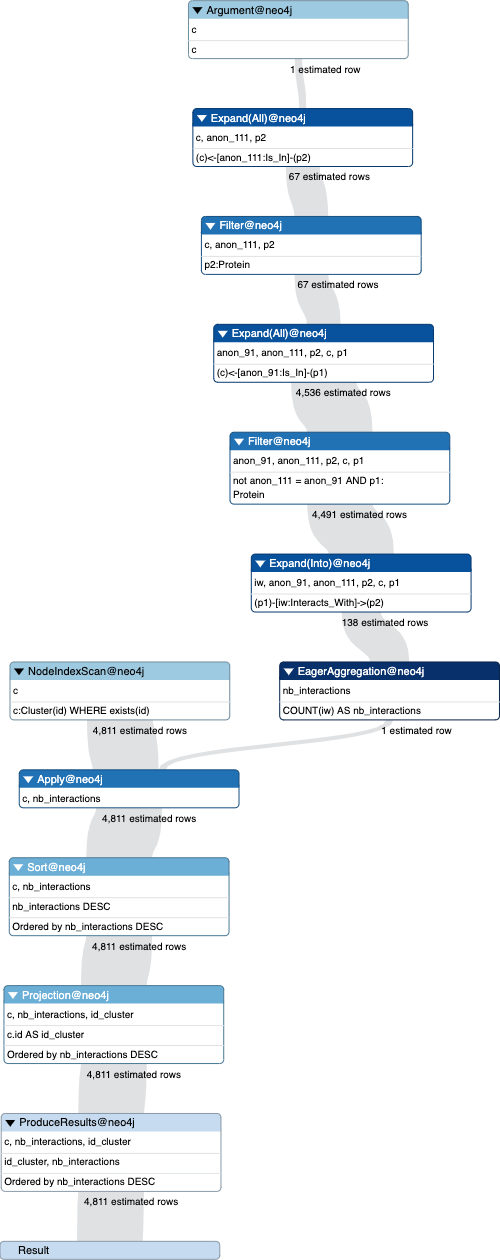 Argument@neo4j
c
c
1 estimated row
Expand(All)@neo4j
c, anon_111, p2
(c)<-[anon_111:Is_In]-(p2)
67 estimated rows
Filter@neo4j
c, anon_111, p2
p2:Protein
67 estimated rows
Expand(All)@neo4j
anon_91, anon_111, p2, c, p1
(c)<-[anon_91:Is_In]-(p1)
4,536 estimated rows
Filter@neo4j
anon_91, anon_111, p2, c, p1
not anon_111 = anon_91 AND p1:
Protein
4,491 estimated rows
Expand(Into)@neo4j
iw, anon_91, anon_111, p2, c, p1
(p1)-[iw:Interacts_With]->(p2)
138 estimated rows
NodeIndexScan@neo4j
c
c:Cluster(id) WHERE exists(id)
4,811 estimated rows
EagerAggregation@neo4j
nb_interactions
COUNT(iw) AS nb_interactions
1 estimated row
Apply@neo4j
c, nb_interactions
4,811 estimated rows
Sort@neo4j
c, nb_interactions
nb_interactions DESC
Ordered by nb_interactions DESC
4,811 estimated rows
Projection@neo4j
c, nb_interactions, id_cluster
c.id AS id_cluster
Ordered by nb_interactions DESC
4,811 estimated rows
ProduceResults@neo4j
c, nb_interactions, id_cluster
id_cluster, nb_interactions
Ordered by nb_interactions DESC
4,811 estimated rows
Result